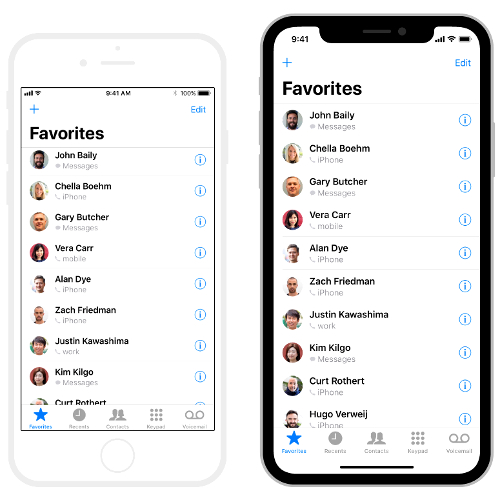 9:41 AM
100%
Edit
Favorites
John Baily
Messages
Chella Boehm
iPhone
Gary Butcher
Messages
Vera Carr
mobile
Alan Dye
iPhone
Zach Friedman
iPhone
Justin Kawashima
work
Kim Kilgo
Messages
Curt Rothert
Favorites
Recents
Contacts
Keypad
Voicemail
9:41
Edit
Favorites
John Baily
Messages
Chella Boehm
iPhone
Gary Butcher
Messages
Vera Carr
mobile
Alan Dye
iPhone
Zach Friedman
iPhone
Justin Kawashima
work
Kim Kilgo
Messages
Curt Rothert
iPhone
Hugo Verweij
iPhone
Favorites
Recents
Contacts
Keypad
Voicemail